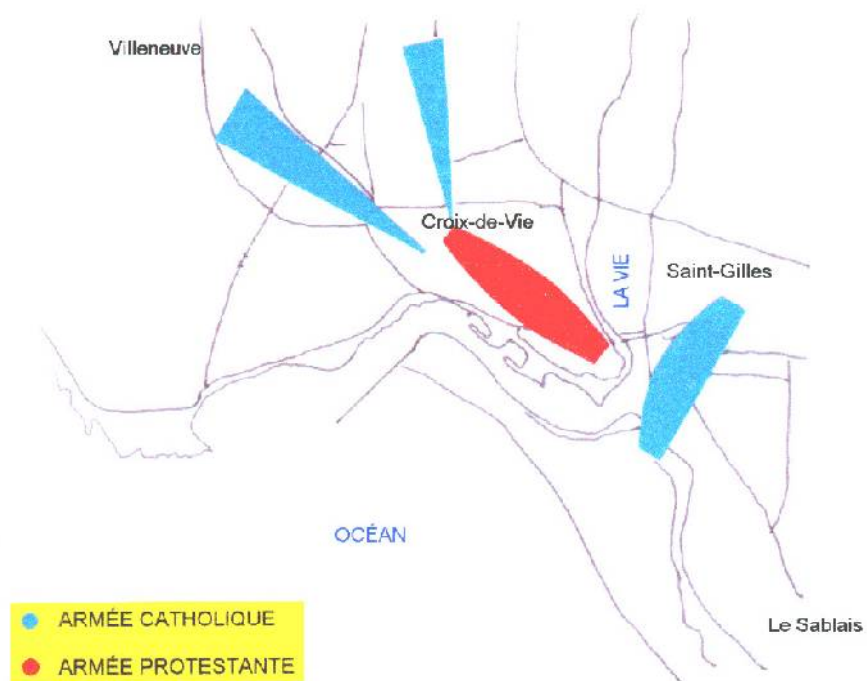 Villeneuve
Croix-de-Vie
LA VIE
Saint-Gilles
OCÉAN
ARMÉE CATHOLIQUE
ARMÉE PROTESTANTE
Le Sablais